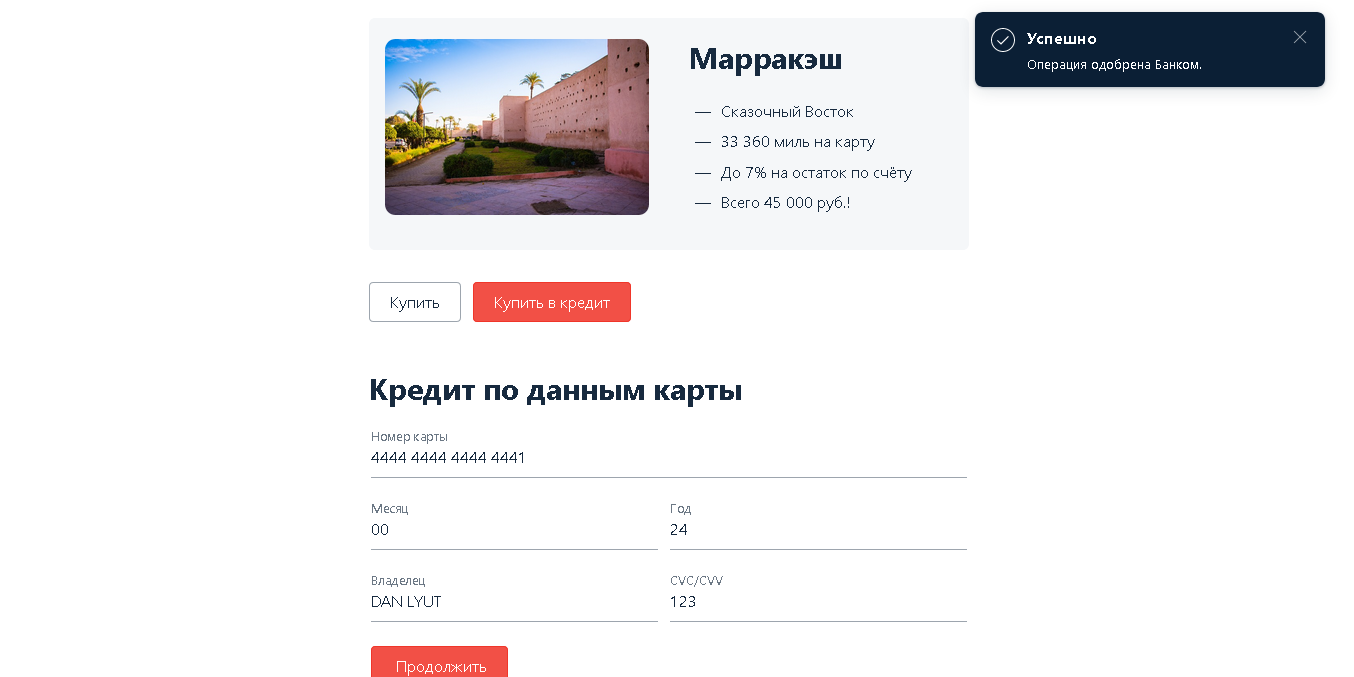 Успешно
Операция одобрена Банком.
Марракэш
— Сказочный Восток
— 33 360 миль на карту
— До 7% на остаток по счёту
— Всего 45 000 руб.!
Купить
Купить в кредит
Кредит по данным карты
Номер карты
4444 4444 4444 4441
Месяц
Год
00
24
Владелец
CVC/CVV
DAN LYUT
123
Продолжить